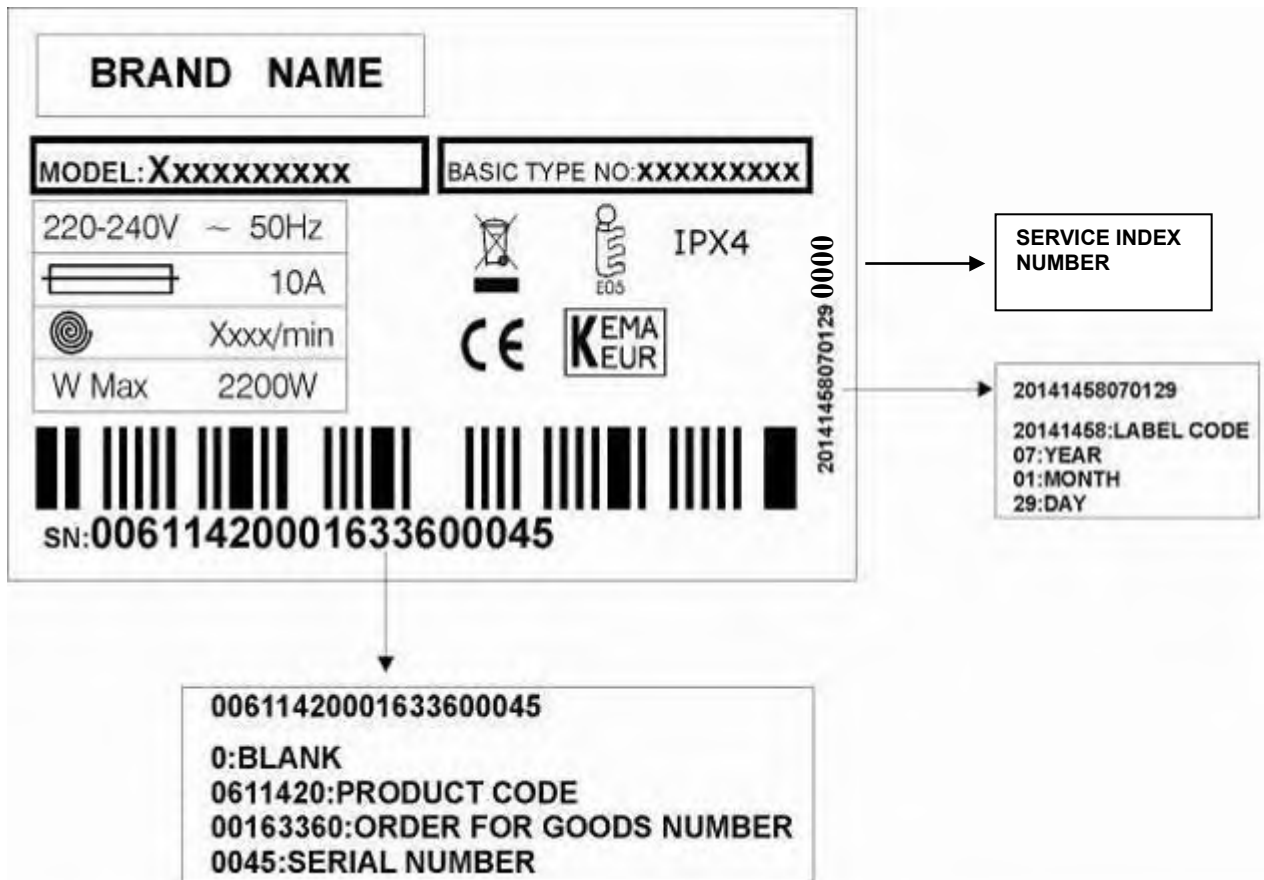 BRAND NAME
MODEL:Xxxxxxxxxx
BASIC TYPE NO:xxxxxxxxx
220-240V ~ 50Hz
10A
Xxxx/min
W Max 2200W
E05
IPX4
CE
KEMA
EUR
20141458070129 0000
SN:00611420001633600045
SERVICE INDEX
NUMBER
20141458070129
20141458:LABEL CODE
07:YEAR
01:MONTH
29:DAY
00611420001633600045
0:BLANK
0611420:PRODUCT CODE
00163360:ORDER FOR GOODS NUMBER
0045:SERIAL NUMBER